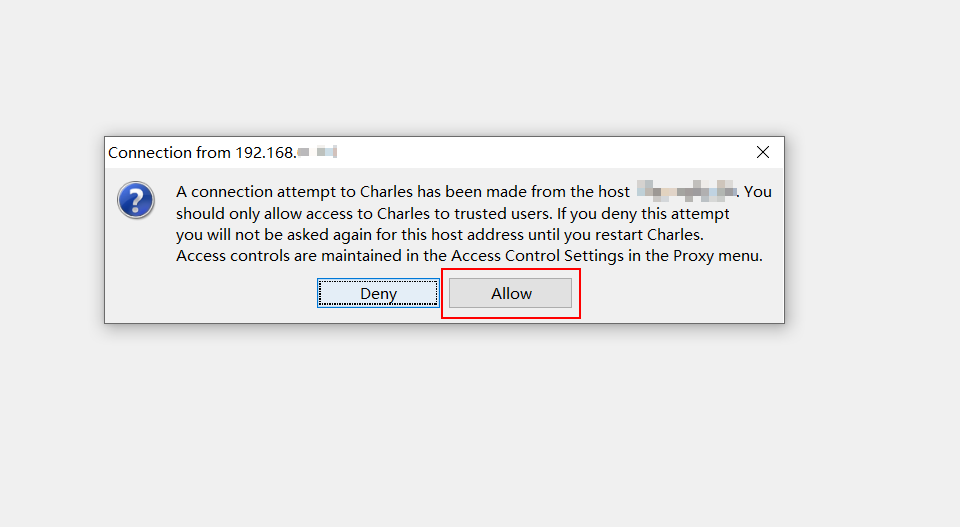 Connection from 192.168.
A connection attempt to Charles has been made from the host . You
should only allow access to Charles to trusted users. If you deny this attempt
you will not be asked again for this host address until you restart Charles.
Access controls are maintained in the Access Control Settings in the Proxy menu.
Deny
Allow